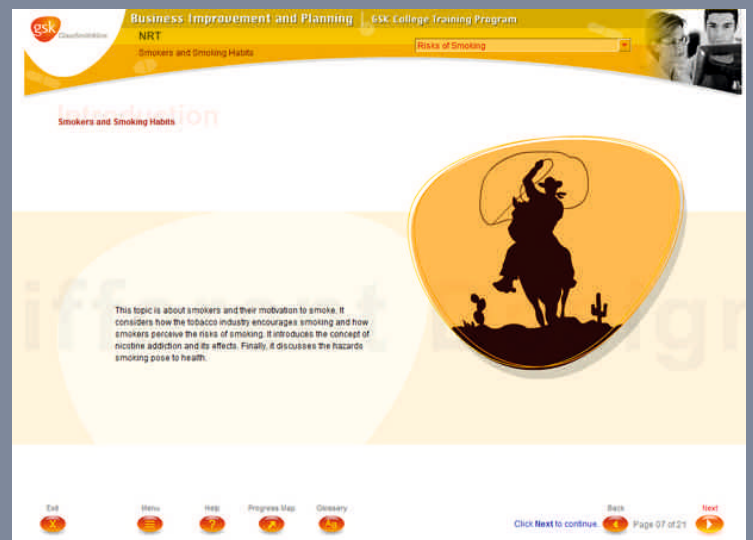 gsk GlaxoSmithKline
Business Improvement and Planning | GSK College Training Program
NRT
Smokers and Smoking Habits
Risks of Smoking
Introduction
Smokers and Smoking Habits
This topic is about smokers and their motivation to smoke. It
considers how the tobacco industry encourages smoking and how
smokers perceive the risks of smoking. It introduces the concept of
nicotine addiction and its effects. Finally, it discusses the hazards
smoking pose to health.
Exit
Menu
Help
Progress Map
Glossary
Click Next to continue.
Back
Page 07 of 21
Next